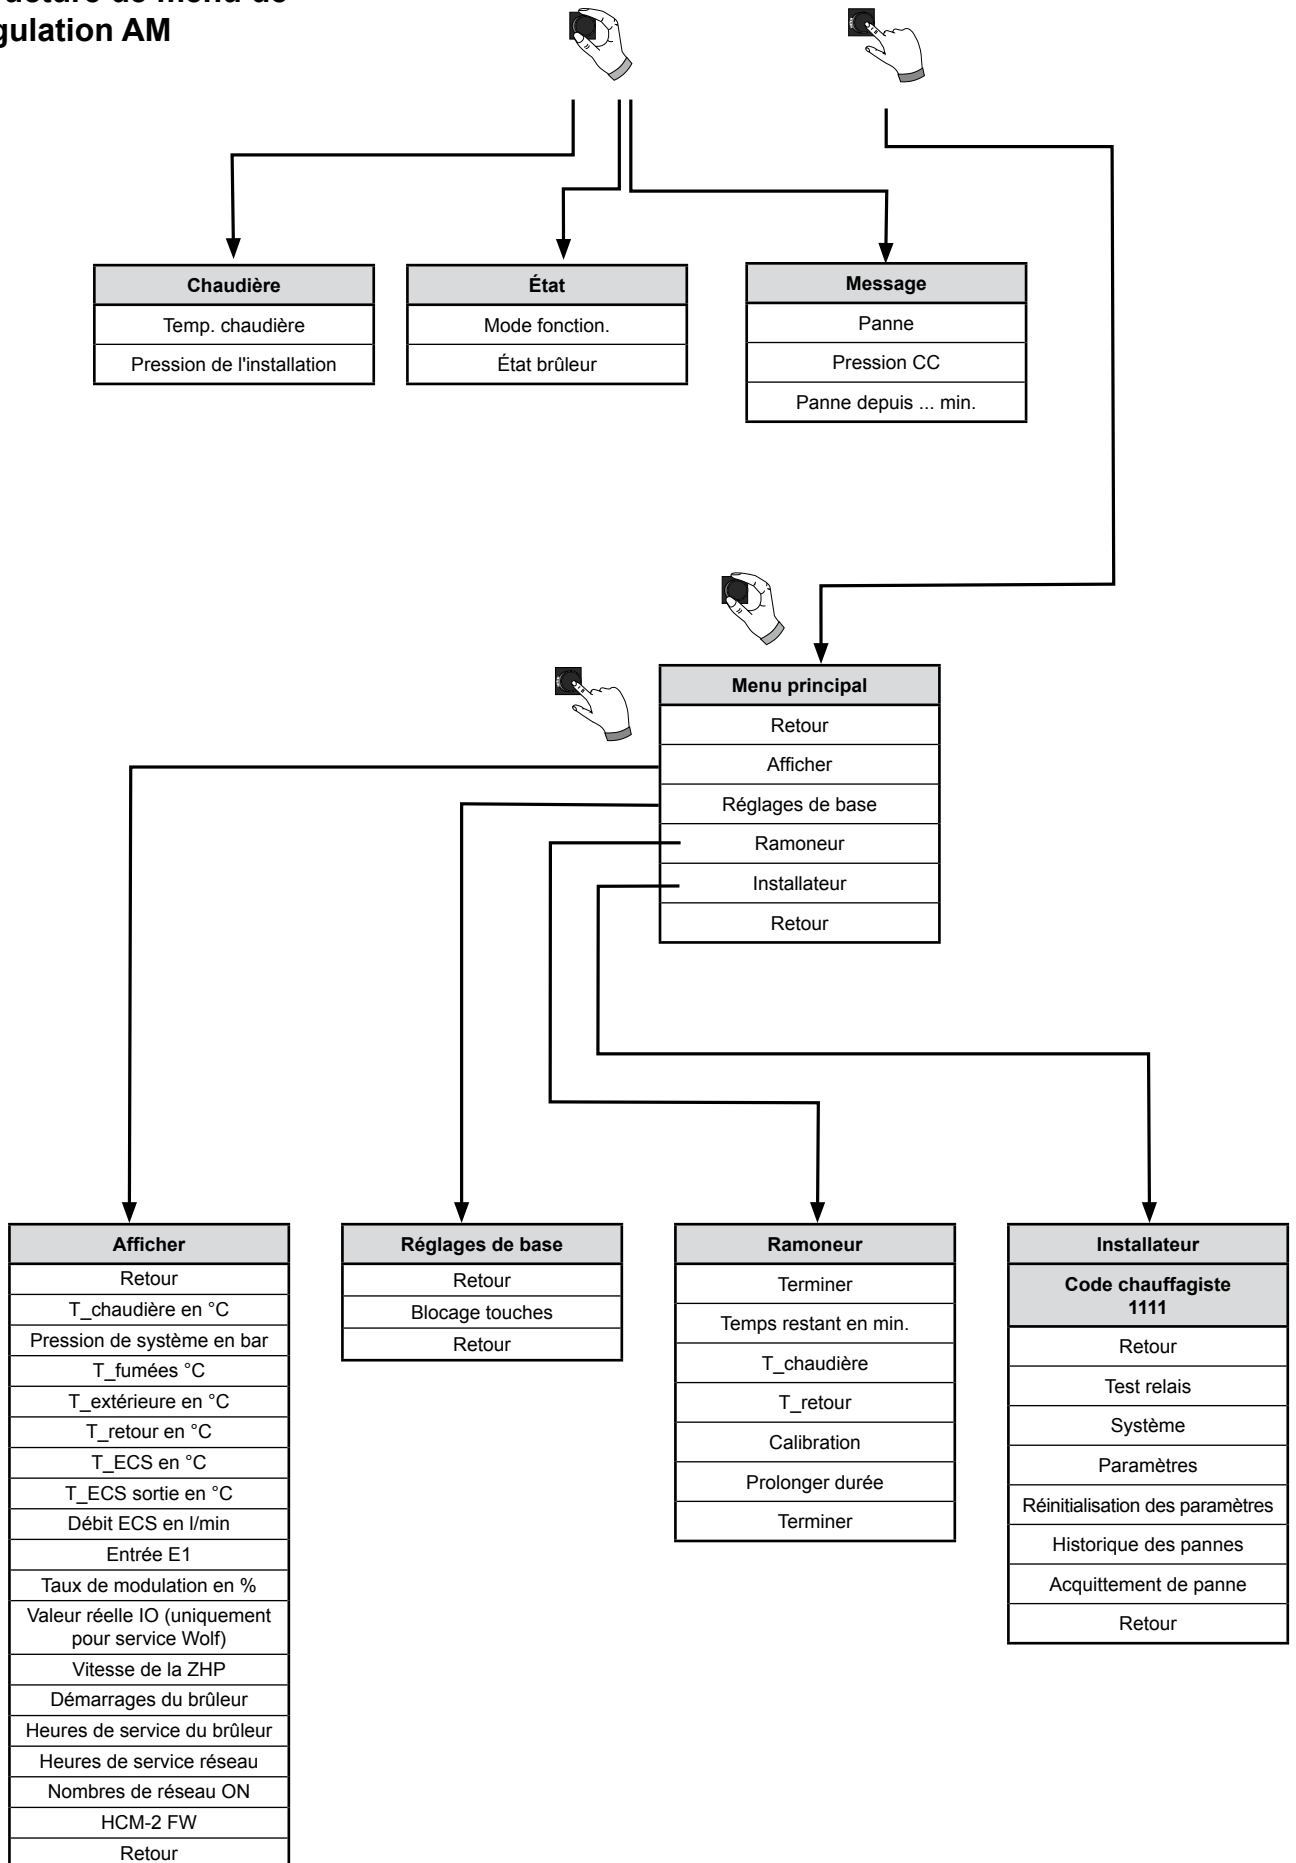 gulation AM
Chaudière
Temp. chaudière
Pression de l'installation
État
Mode fonction.
État brûleur
Message
Panne
Pression CC
Panne depuis ... min.
Menu principal
Retour
Afficher
Réglages de base
Ramoneur
Installateur
Retour
Afficher
Retour
T_chaudière en °C
Pression de système en bar
T_fumées °C
T_extérieure en °C
T_retour en °C
T_ECS en °C
T_ECS sortie en °C
Débit ECS en l/min
Entrée E1
Taux de modulation en %
Valeur réelle IO (uniquement
pour service Wolf)
Vitesse de la ZHP
Démarrages du brûleur
Heures de service du brûleur
Heures de service réseau
Nombres de réseau ON
HCM-2 FW
Retour
Réglages de base
Retour
Blocage touches
Retour
Ramoneur
Terminer
Temps restant en min.
T_chaudière
T_retour
Calibration
Prolonger durée
Terminer
Installateur
Code chauffagiste
1111
Retour
Test relais
Système
Paramètres
Réinitialisation des paramètres
Historique des pannes
Acquittement de panne
Retour